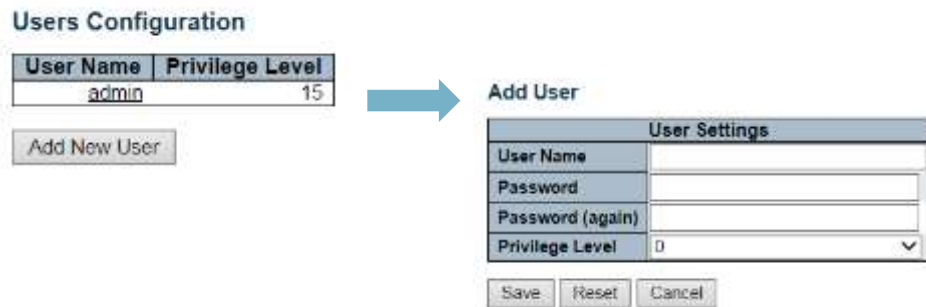 Users Configuration
User Name Privilege Level
admin 15
Add New User
Add User
User Settings
User Name
Password
Password (again)
Privilege Level 0
Save Reset Cancel